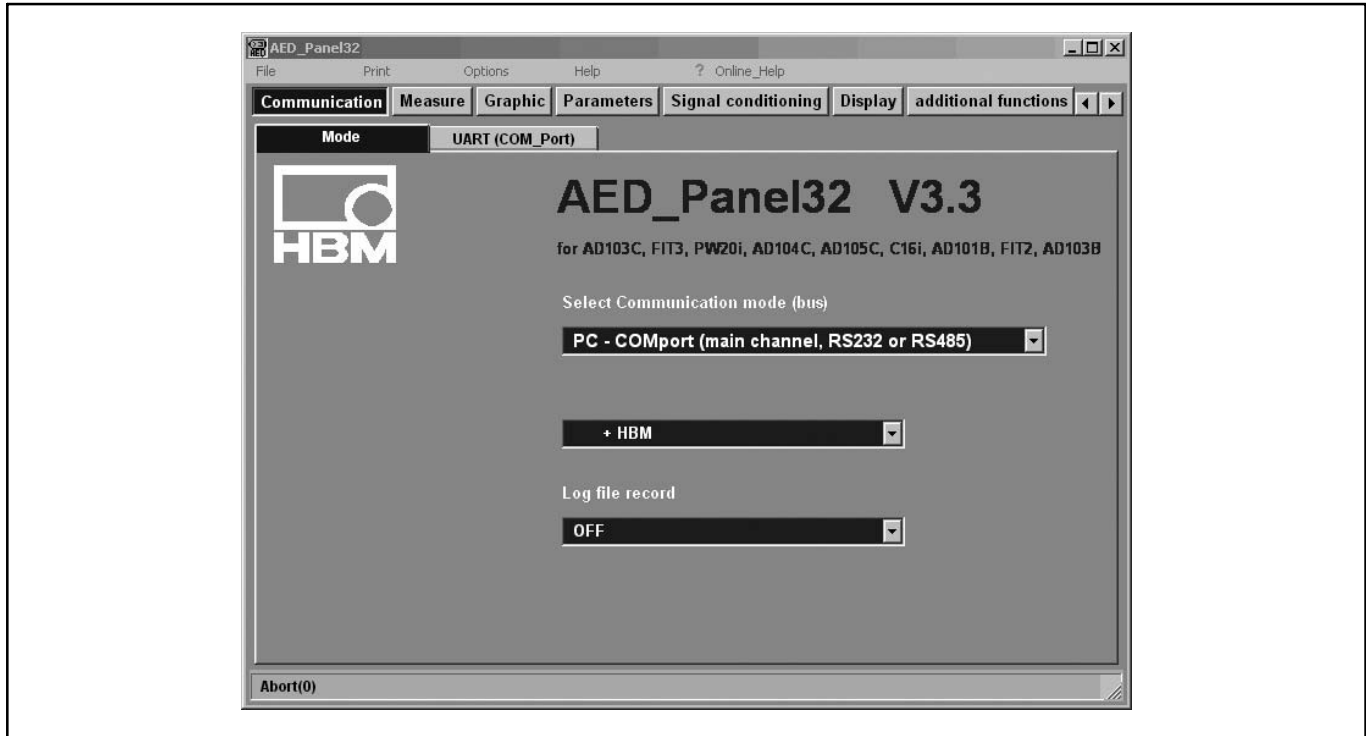 AED_Panel32
File Print Options Help ? Online_Help
Communication Measure Graphic Parameters Signal conditioning Display additional functions
Mode UART (COM_Port)
HBM
AED_Panel32 V3.3
for AD103C, FIT3, PW20i, AD104C, AD105C, C16i, AD101B, FIT2, AD103B
Select Communication mode (bus)
PC - COMport (main channel, RS232 or RS485)
+ HBM
Log file record
OFF
Abort(0)